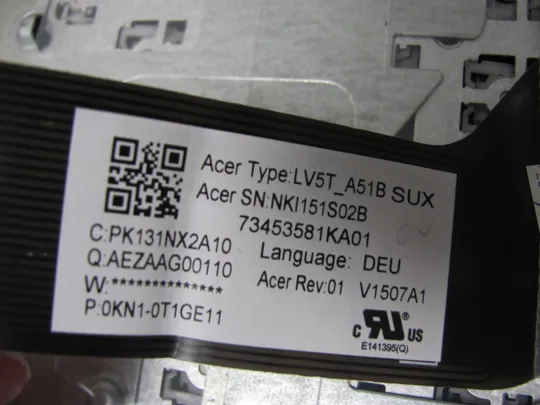 Acer Type:LV5T_A51B SUX
Acer SN:NKI151S02B
73453581KA01
C:PK131NX2A10
Language: DEU
Q:AEZAAG00110
Acer Rev:01 V1507A1
W:**************
P:0KN1-0T1GE11
C RU US
E141395(Q)